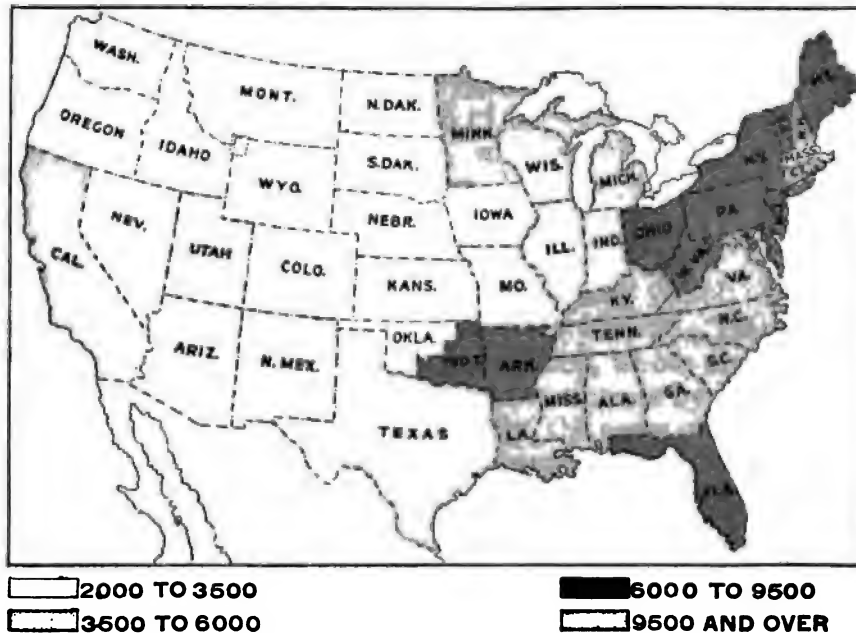 WASH.
MONT.
N.DAK.
MINN.
ME.
OREGON
IDAHO
S.DAK.
WIS.
MICH.
N.Y.
MASS.
WYO.
NEBR.
IOWA
PA.
NEV.
UTAH
COLO.
ILL.
IND.
OHIO
W.VA.
CAL.
KANS.
MO.
KY.
VA.
ARIZ.
N.MEX.
OKLA.
IND T.
ARK.
TENN.
N.C.
S.C.
TEXAS
LA.
MISS.
ALA.
GA.
FLA.
2000 TO 3500
6000 TO 9500
3500 TO 6000
9500 AND OVER